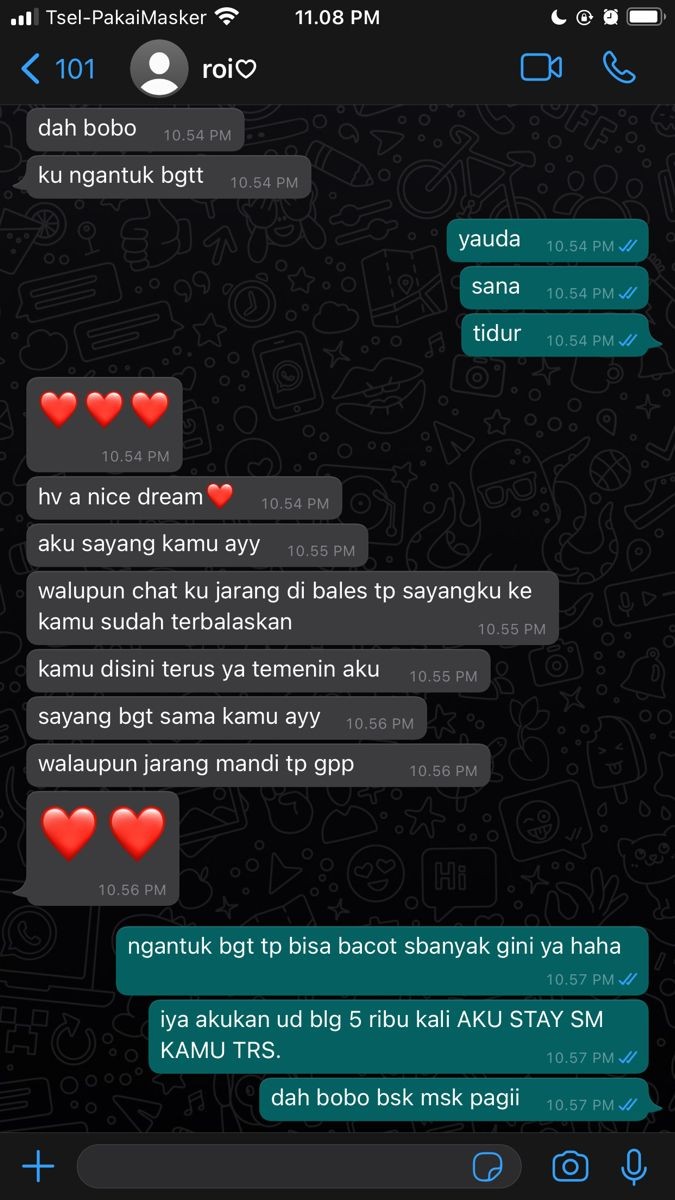 Tsel-PakaiMasker 11.08 PM
101 roi♡
dah bobo 10.54 PM
ku ngantuk bgtt 10.54 PM
yauda 10.54 PM
sana 10.54 PM
tidur 10.54 PM
❤️❤️❤️
10.54 PM
hv a nice dream❤️ 10.54 PM
aku sayang kamu ayy 10.55 PM
walupun chat ku jarang di bales tp sayangku ke
kamu sudah terbalaskan 10.55 PM
kamu disini terus ya temenin aku 10.55 PM
sayang bgt sama kamu ayy 10.56 PM
walaupun jarang mandi tp gpp 10.56 PM
❤️❤️
10.56 PM
ngantuk bgt tp bisa bacot sbanyak gini ya haha
10.57 PM
iya akukan ud blg 5 ribu kali AKU STAY SM
KAMU TRS. 10.57 PM
dah bobo bsk msk pagii 10.57 PM